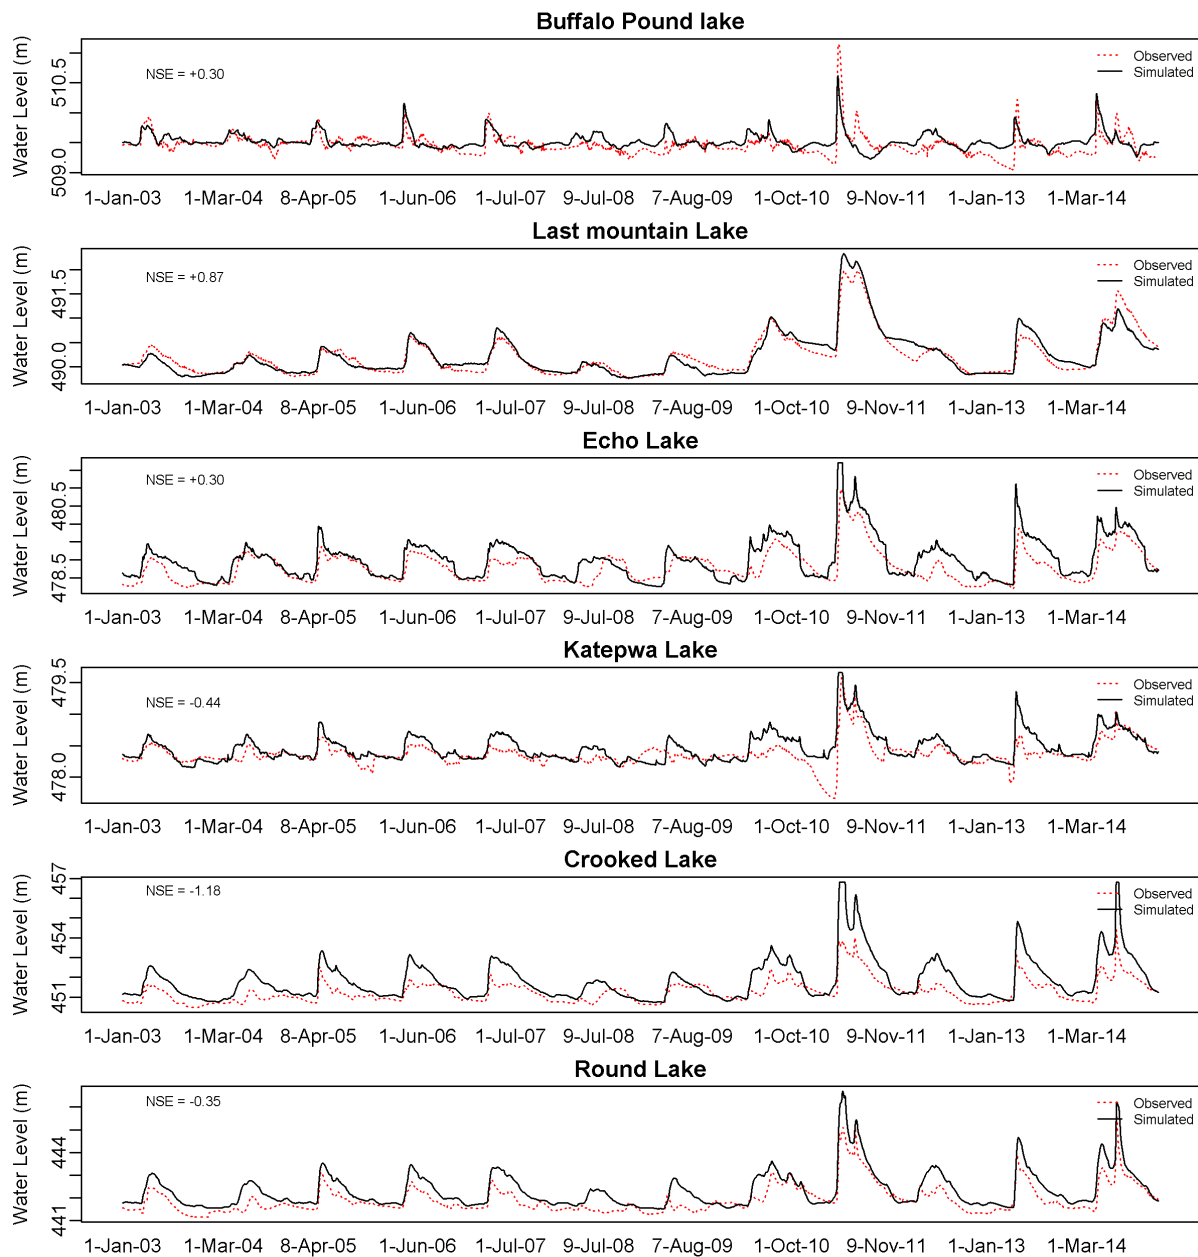 Buffalo Pound lake
Water Level (m)
510.5
509.0
NSE = +0.30
Observed
Simulated
1-Jan-03 1-Mar-04 8-Apr-05 1-Jun-06 1-Jul-07 9-Jul-08 7-Aug-09 1-Oct-10 9-Nov-11 1-Jan-13 1-Mar-14
Last mountain Lake
Water Level (m)
491.5
490.0
NSE = +0.87
Observed
Simulated
1-Jan-03 1-Mar-04 8-Apr-05 1-Jun-06 1-Jul-07 9-Jul-08 7-Aug-09 1-Oct-10 9-Nov-11 1-Jan-13 1-Mar-14
Echo Lake
Water Level (m)
480.5
478.5
NSE = +0.30
Observed
Simulated
1-Jan-03 1-Mar-04 8-Apr-05 1-Jun-06 1-Jul-07 9-Jul-08 7-Aug-09 1-Oct-10 9-Nov-11 1-Jan-13 1-Mar-14
Katepwa Lake
Water Level (m)
479.5
478.0
NSE = -0.44
Observed
Simulated
1-Jan-03 1-Mar-04 8-Apr-05 1-Jun-06 1-Jul-07 9-Jul-08 7-Aug-09 1-Oct-10 9-Nov-11 1-Jan-13 1-Mar-14
Crooked Lake
Water Level (m)
457
454
451
NSE = -1.18
Observed
Simulated
1-Jan-03 1-Mar-04 8-Apr-05 1-Jun-06 1-Jul-07 9-Jul-08 7-Aug-09 1-Oct-10 9-Nov-11 1-Jan-13 1-Mar-14
Round Lake
Water Level (m)
444
441
NSE = -0.35
Observed
Simulated
1-Jan-03 1-Mar-04 8-Apr-05 1-Jun-06 1-Jul-07 9-Jul-08 7-Aug-09 1-Oct-10 9-Nov-11 1-Jan-13 1-Mar-14